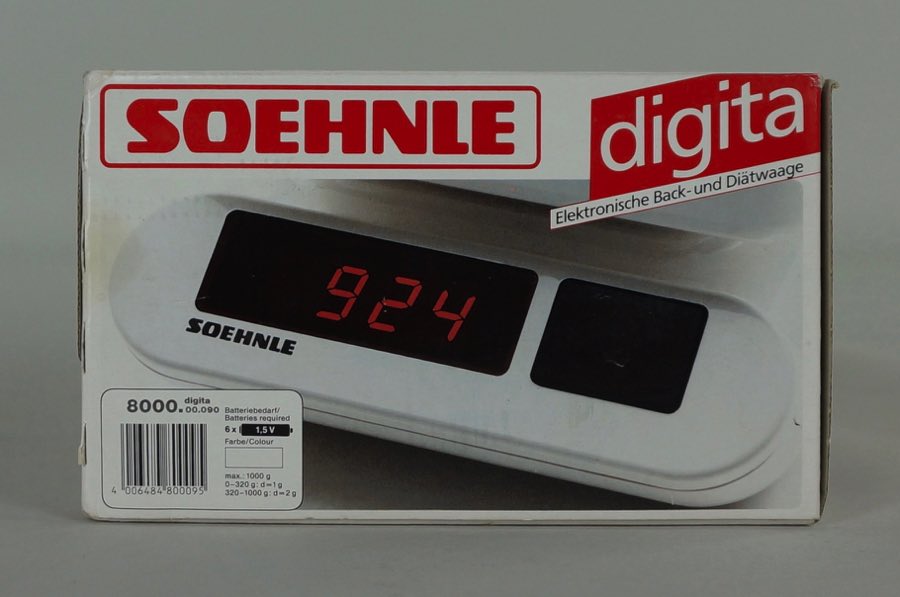 SOEHNLE
digita
Elektronische Back- und Diätwaage
924
SOEHNLE
digita
8000.00.090
Batteriebedarf/
Batteries required
6 x 1,5 V
Farbe/Colour
max.: 1000 g
0-320 g: d=1 g
320-1000 g: d=2 g
4 006484 800095